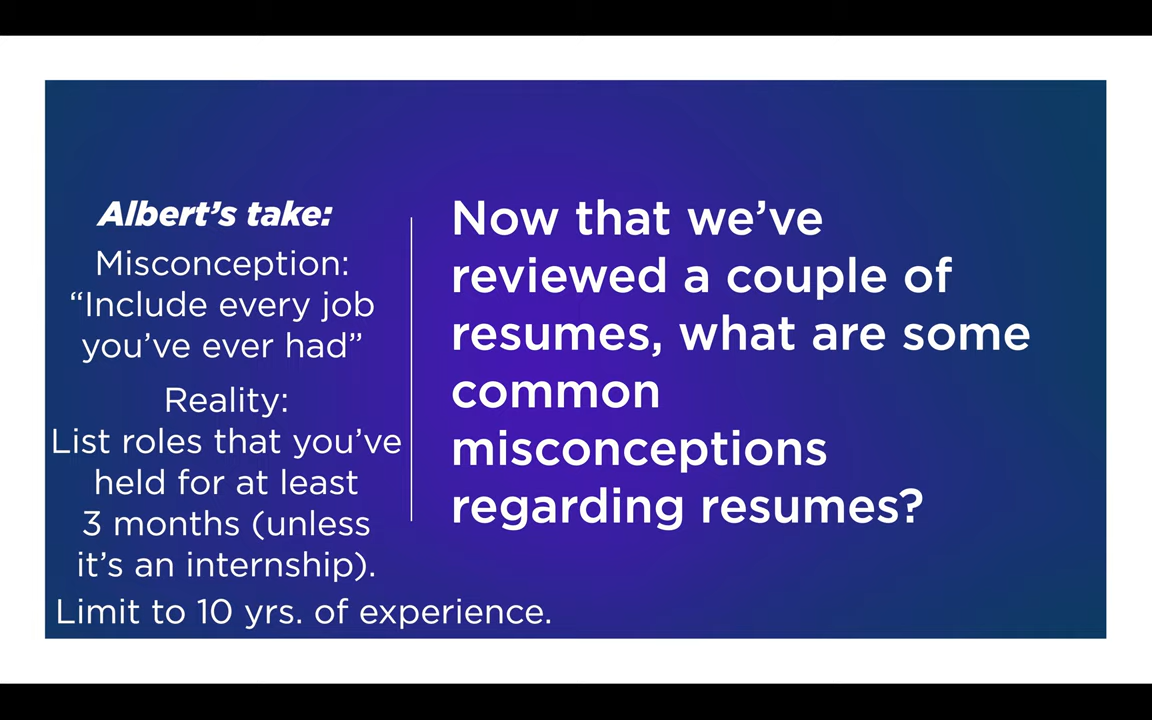 Albert’s take:
Misconception:
“Include every job
you’ve ever had”
Reality:
List roles that you’ve
held for at least
3 months (unless
it’s an internship).
Limit to 10 yrs. of experience.
Now that we’ve
reviewed a couple of
resumes, what are some
common
misconceptions
regarding resumes?